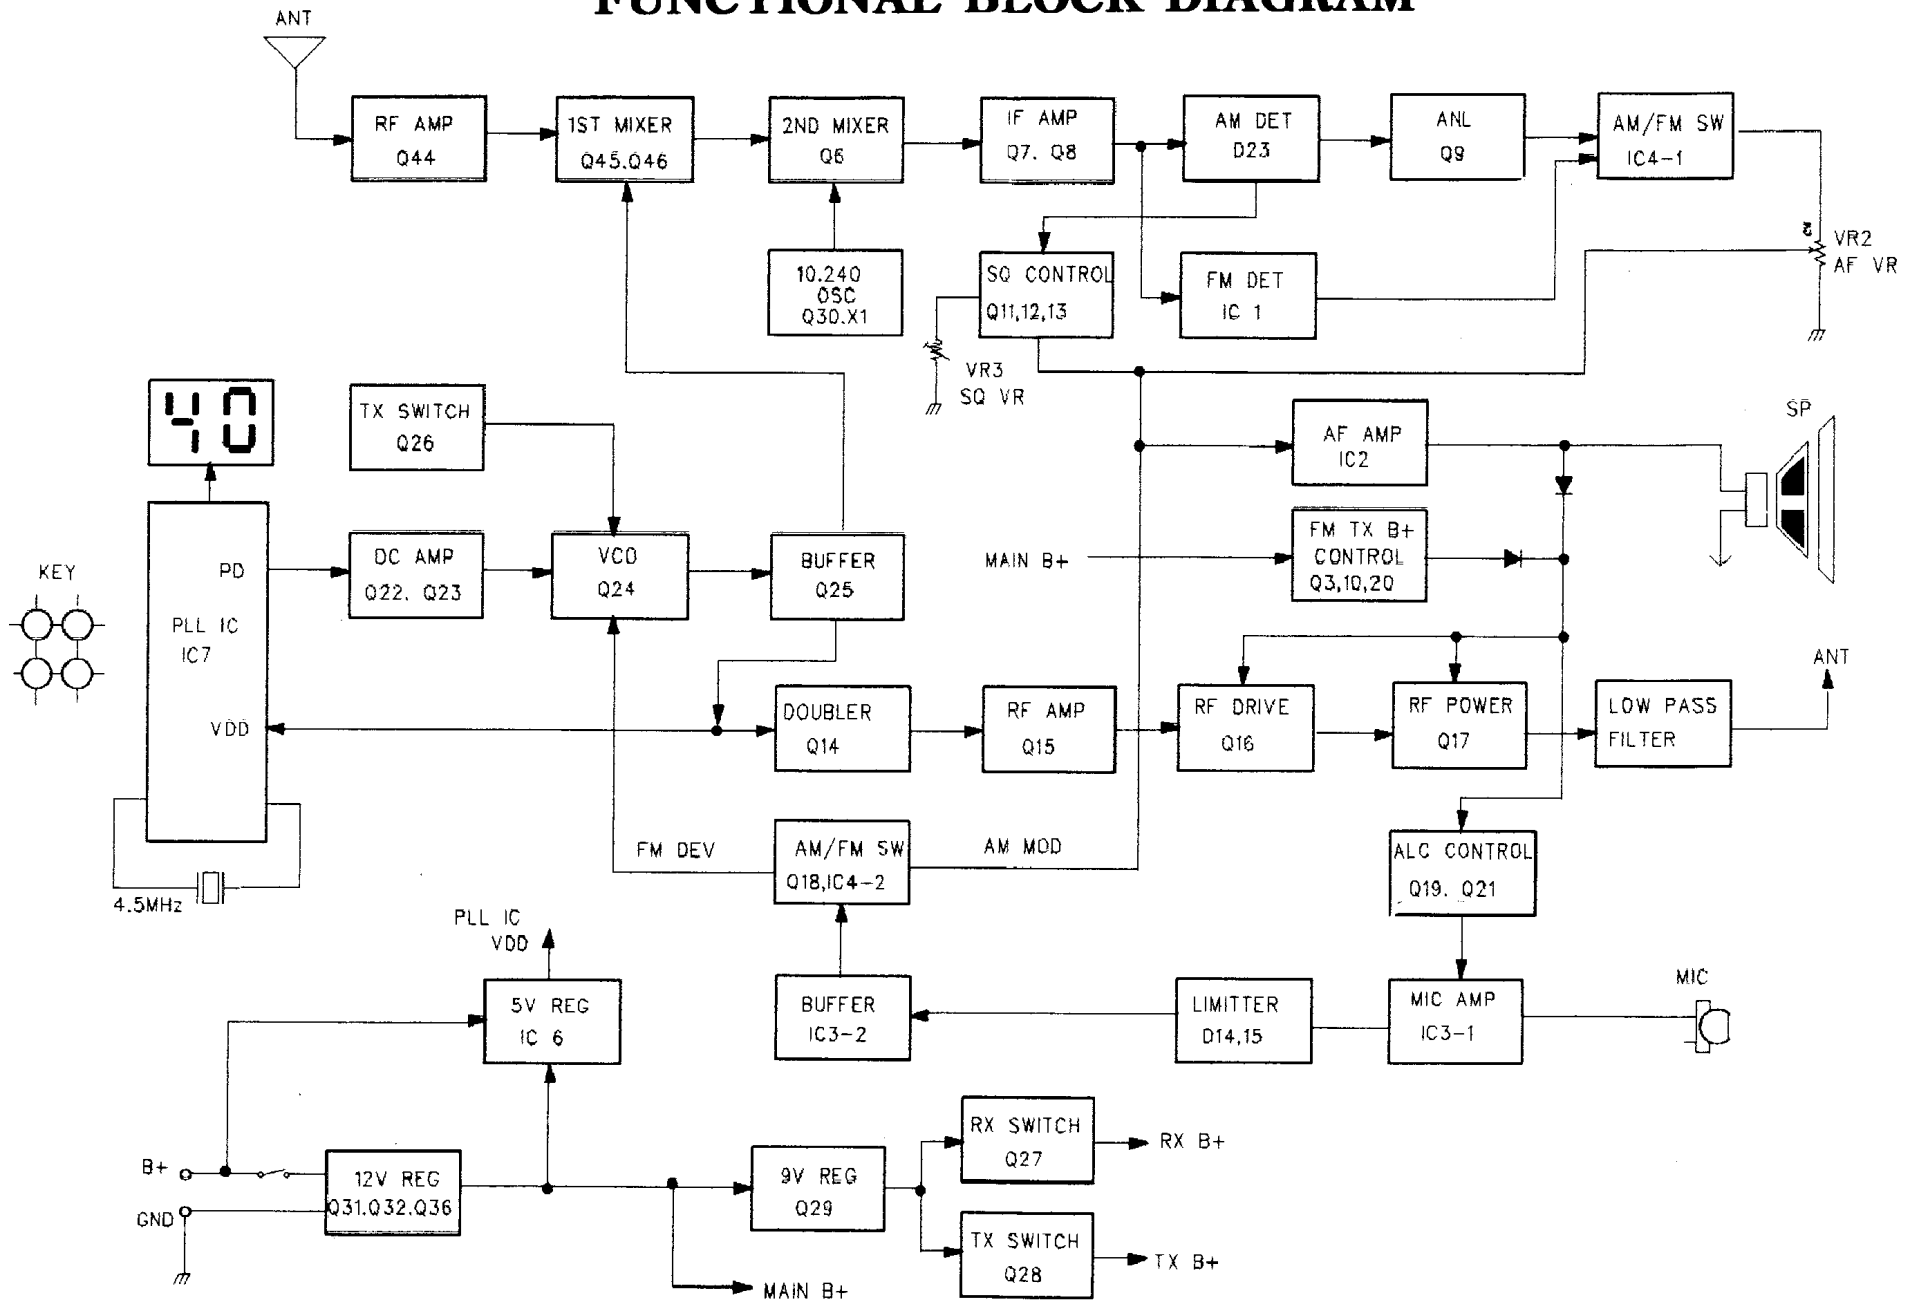 FUNCTIONAL BLOCK DIAGRAM
ANT
RF AMP
Q44
1ST MIXER
Q45.Q46
2ND MIXER
Q6
IF AMP
Q7. Q8
AM DET
D23
ANL
Q9
AM/FM SW
IC4-1
10.240
OSC
Q30.X1
SQ CONTROL
Q11,12,13
FM DET
IC 1
VR2
AF VR
VR3
SQ VR
40
TX SWITCH
Q26
AF AMP
IC2
SP
KEY
PD
PLL IC
IC7
VDD
DC AMP
Q22. Q23
VCO
Q24
BUFFER
Q25
MAIN B+
FM TX B+
CONTROL
Q3,10,20
DOUBLER
Q14
RF AMP
Q15
RF DRIVE
Q16
RF POWER
Q17
LOW PASS
FILTER
ANT
4.5MHz
FM DEV
AM/FM SW
Q18,IC4-2
AM MOD
ALC CONTROL
Q19. Q21
PLL IC
VDD
5V REG
IC 6
BUFFER
IC3-2
LIMITTER
D14,15
MIC AMP
IC3-1
MIC
B+
GND
12V REG
Q31.Q32.Q36
9V REG
Q29
RX SWITCH
Q27
RX B+
TX SWITCH
Q28
TX B+
MAIN B+